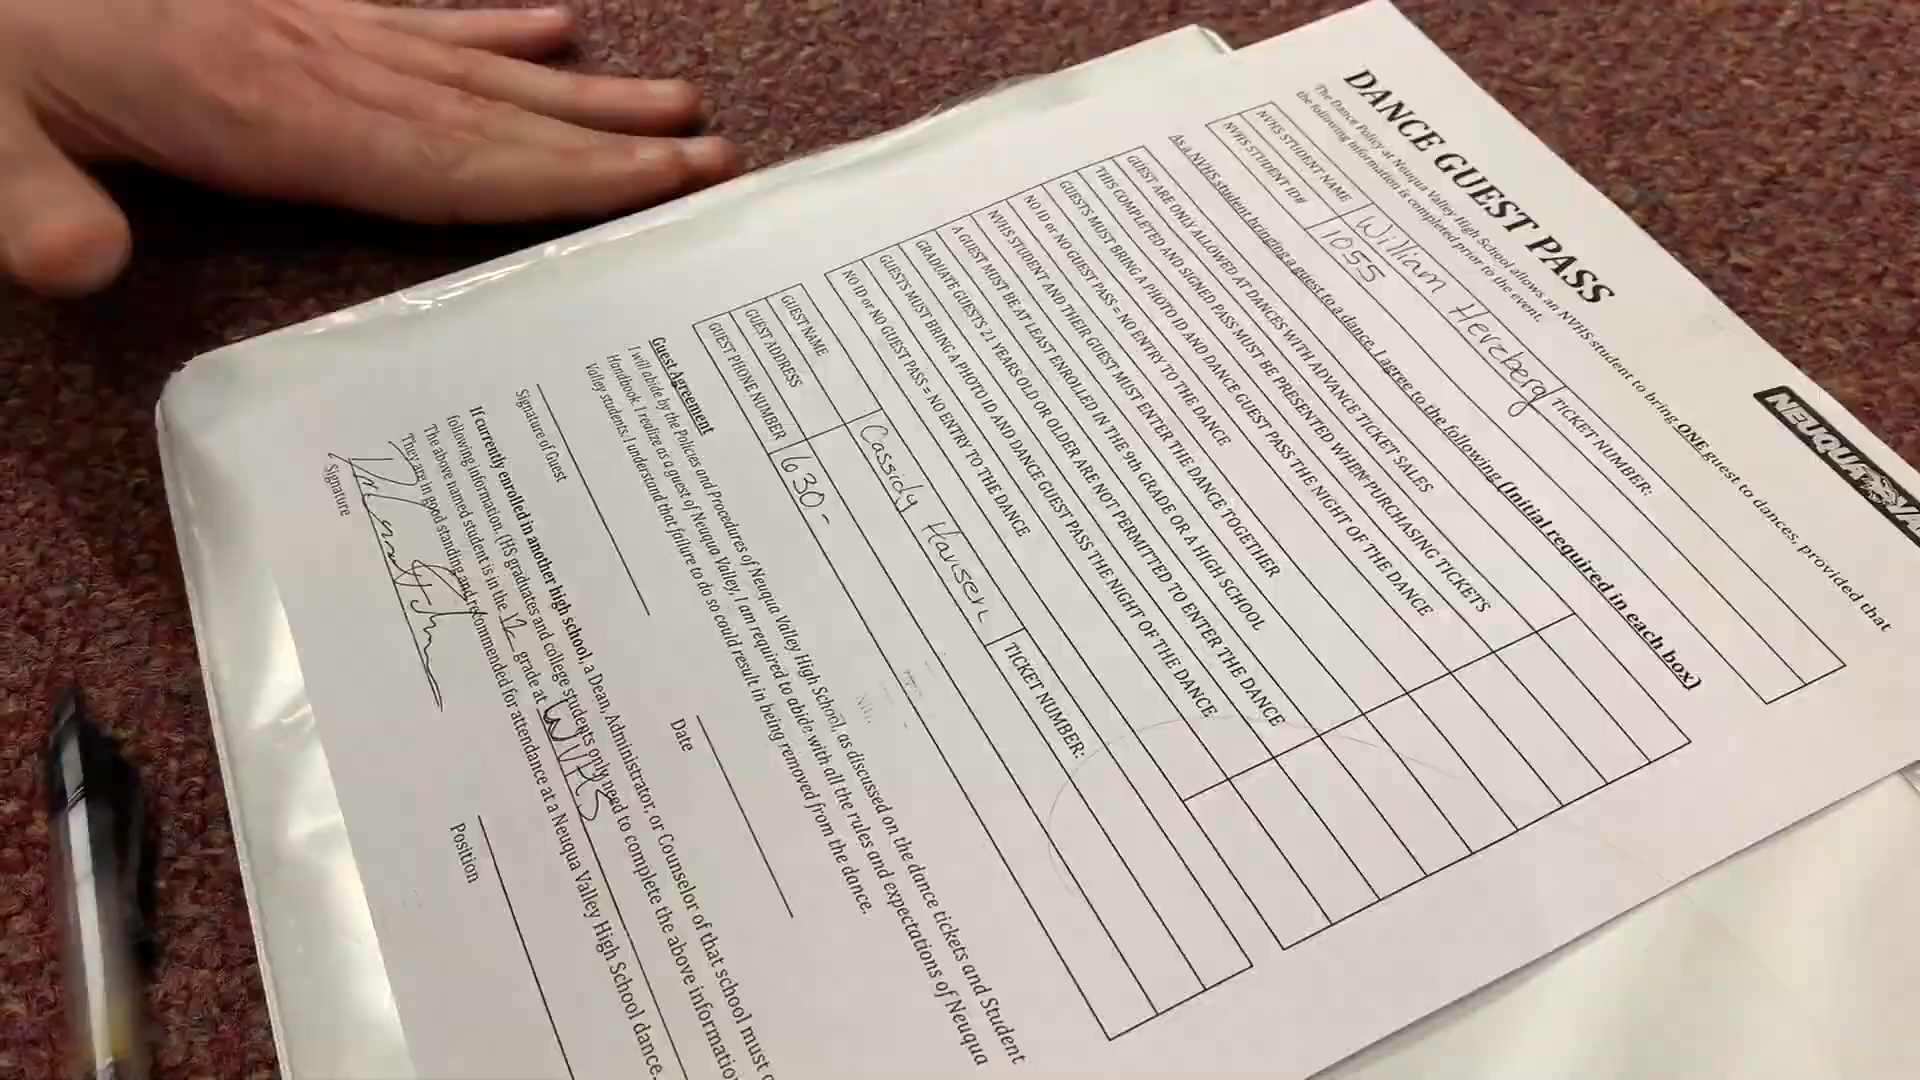 NEUQUA
DANCE GUEST PASS
The Dance Policy at Neuqua Valley High School allows an NVHS student to bring ONE guest to dances, provided that
the following information is completed prior to the event.
NVHS STUDENT NAME William Herzberg TICKET NUMBER:
NVHS STUDENT ID# 1055
As a NVHS student bringing a guest to a dance, I agree to the following (Initial required in each box)
GUEST ARE ONLY ALLOWED AT DANCES WITH ADVANCE TICKET SALES
THIS COMPLETED AND SIGNED PASS MUST BE PRESENTED WHEN PURCHASING TICKETS
GUESTS MUST BRING A PHOTO ID AND DANCE GUEST PASS THE NIGHT OF THE DANCE
NO ID or NO GUEST PASS = NO ENTRY TO THE DANCE
NVHS STUDENT AND THEIR GUEST MUST ENTER THE DANCE TOGETHER
A GUEST MUST BE AT LEAST ENROLLED IN THE 9th GRADE OR A HIGH SCHOOL
GRADUATE GUESTS 21 YEARS OLD OR OLDER ARE NOT PERMITTED TO ENTER THE DANCE
GUESTS MUST BRING A PHOTO ID AND DANCE GUEST PASS THE NIGHT OF THE DANCE
NO ID or NO GUEST PASS = NO ENTRY TO THE DANCE
GUEST NAME Cassidy Hansen TICKET NUMBER:
GUEST ADDRESS
GUEST PHONE NUMBER 630-
Guest Agreement
I will abide by the Policies and Procedures of Neuqua Valley High School, as discussed on the dance tickets and Student
Handbook. I realize as a guest of Neuqua Valley, I am required to abide with all the rules and expectations of Neuqua
Valley students. I understand that failure to do so could result in being removed from the dance.
Signature of Guest Date
If currently enrolled in another high school, a Dean, Administrator, or Counselor of that school must
following information. (HS graduates and college students only need to complete the above informatio
The above named student is in the 12 grade at WVHS
They are in good standing and recommended for attendance at a Neuqua Valley High School dance.
Signature Position